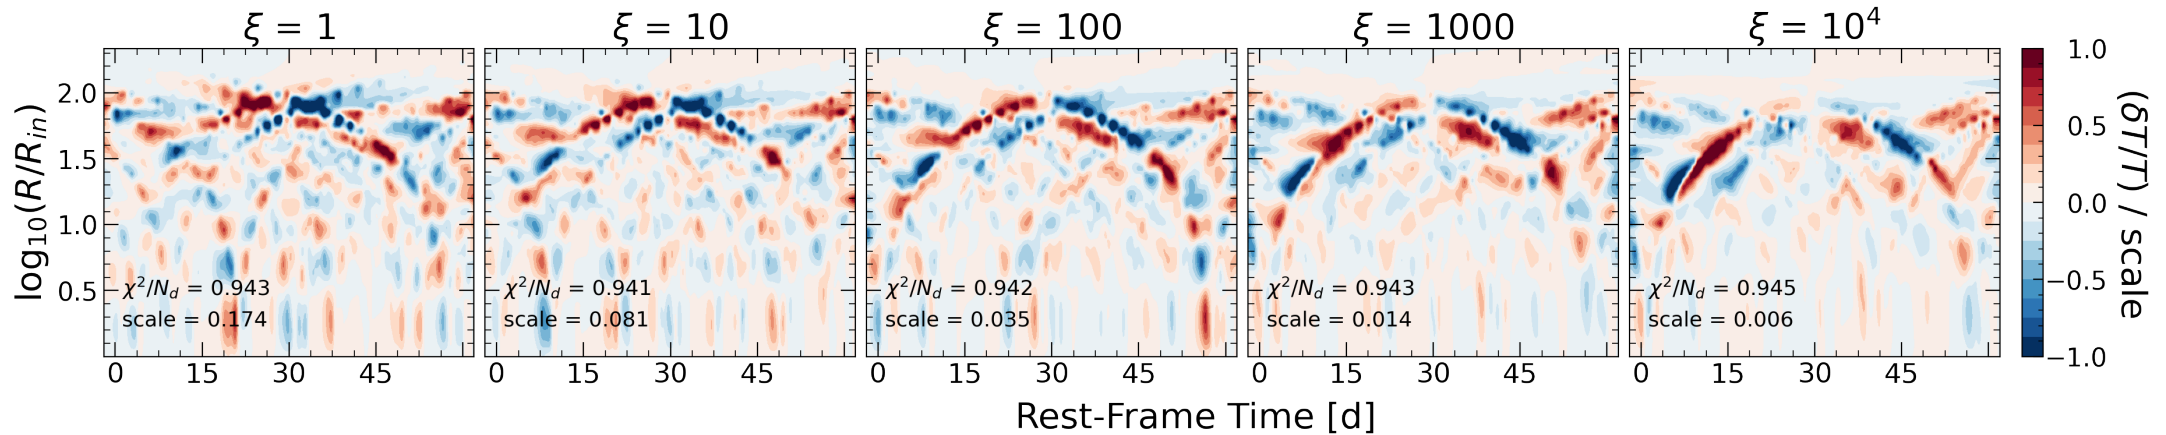 ξ = 1
ξ = 10
ξ = 100
ξ = 1000
ξ = 10⁴
log₁₀(R/Rᵢₙ)
2.0
1.5
1.0
0.5
χ²/N_d = 0.943
scale = 0.174
χ²/N_d = 0.941
scale = 0.081
χ²/N_d = 0.942
scale = 0.035
χ²/N_d = 0.943
scale = 0.014
χ²/N_d = 0.945
scale = 0.006
0 15 30 45
0 15 30 45
0 15 30 45
0 15 30 45
0 15 30 45
Rest-Frame Time [d]
1.0
0.5
0.0
−0.5
−1.0
(δT/T) / scale